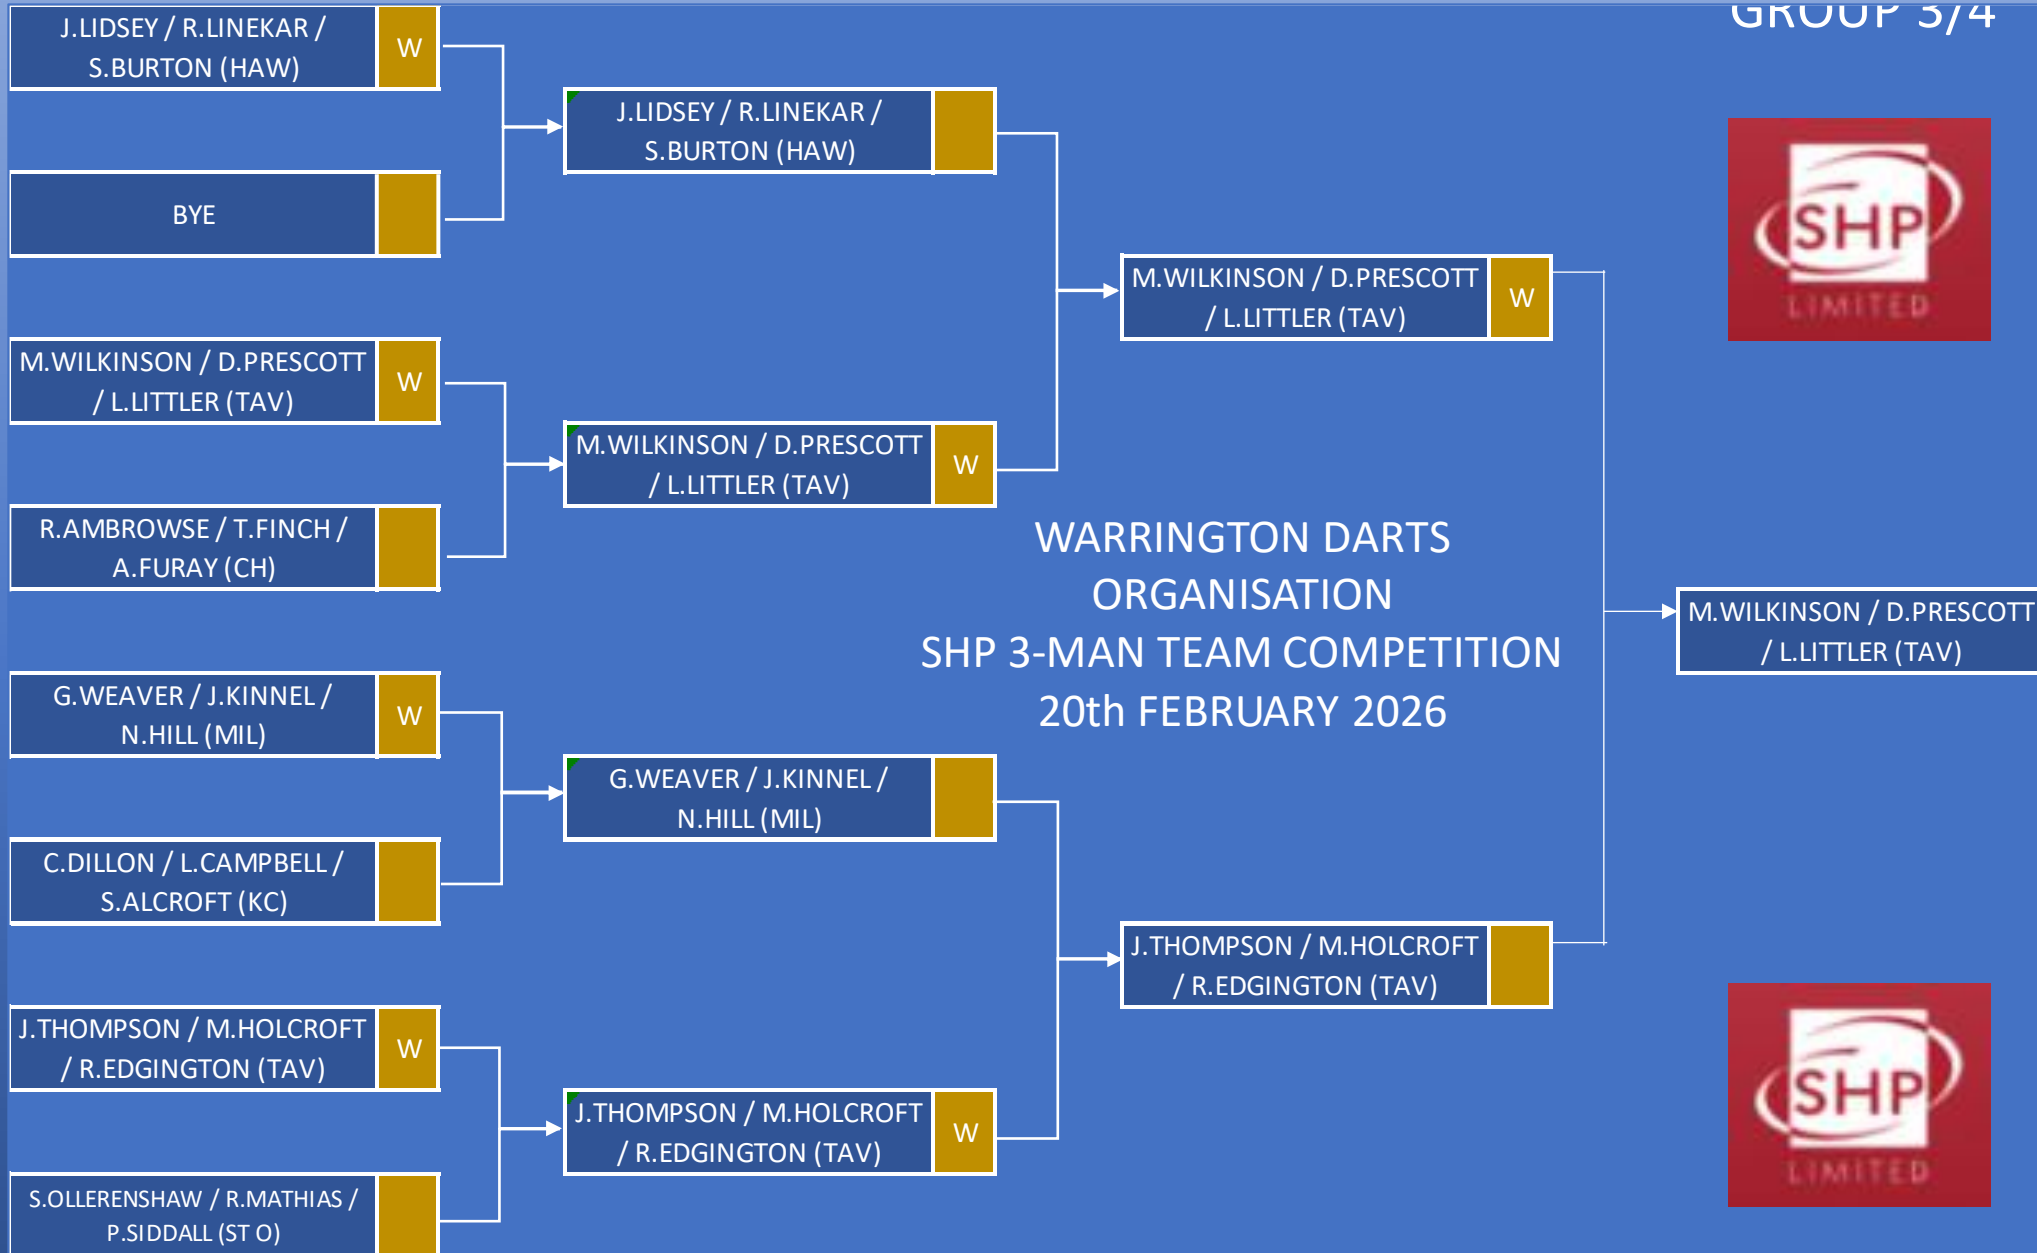 GROUP 3/4
J.LIDSEY / R.LINEKAR /
S.BURTON (HAW)
W
BYE
M.WILKINSON / D.PRESCOTT
/ L.LITTLER (TAV)
W
R.AMBROWSE / T.FINCH /
A.FURAY (CH)
G.WEAVER / J.KINNEL /
N.HILL (MIL)
W
C.DILLON / L.CAMPBELL /
S.ALCROFT (KC)
J.THOMPSON / M.HOLCROFT
/ R.EDGINGTON (TAV)
W
S.OLLERENSHAW / R.MATHIAS /
P.SIDDALL (ST O)
J.LIDSEY / R.LINEKAR /
S.BURTON (HAW)
M.WILKINSON / D.PRESCOTT
/ L.LITTLER (TAV)
W
G.WEAVER / J.KINNEL /
N.HILL (MIL)
J.THOMPSON / M.HOLCROFT
/ R.EDGINGTON (TAV)
W
M.WILKINSON / D.PRESCOTT
/ L.LITTLER (TAV)
W
WARRINGTON DARTS
ORGANISATION
SHP 3-MAN TEAM COMPETITION
20th FEBRUARY 2026
J.THOMPSON / M.HOLCROFT
/ R.EDGINGTON (TAV)
SHP
LIMITED
M.WILKINSON / D.PRESCOTT
/ L.LITTLER (TAV)
SHP
LIMITED